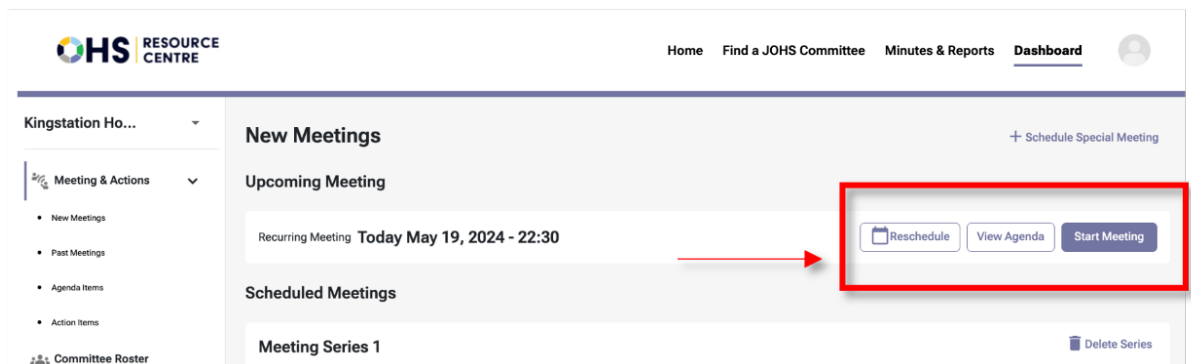 OHS RESOURCE CENTRE
Home Find a JOHS Committee Minutes & Reports Dashboard
Kingstation Ho...
Meeting & Actions
New Meetings
Past Meetings
Agenda Items
Action Items
Committee Roster
New Meetings
+ Schedule Special Meeting
Upcoming Meeting
Recurring Meeting Today May 19, 2024 - 22:30
Reschedule View Agenda Start Meeting
Scheduled Meetings
Meeting Series 1
Delete Series